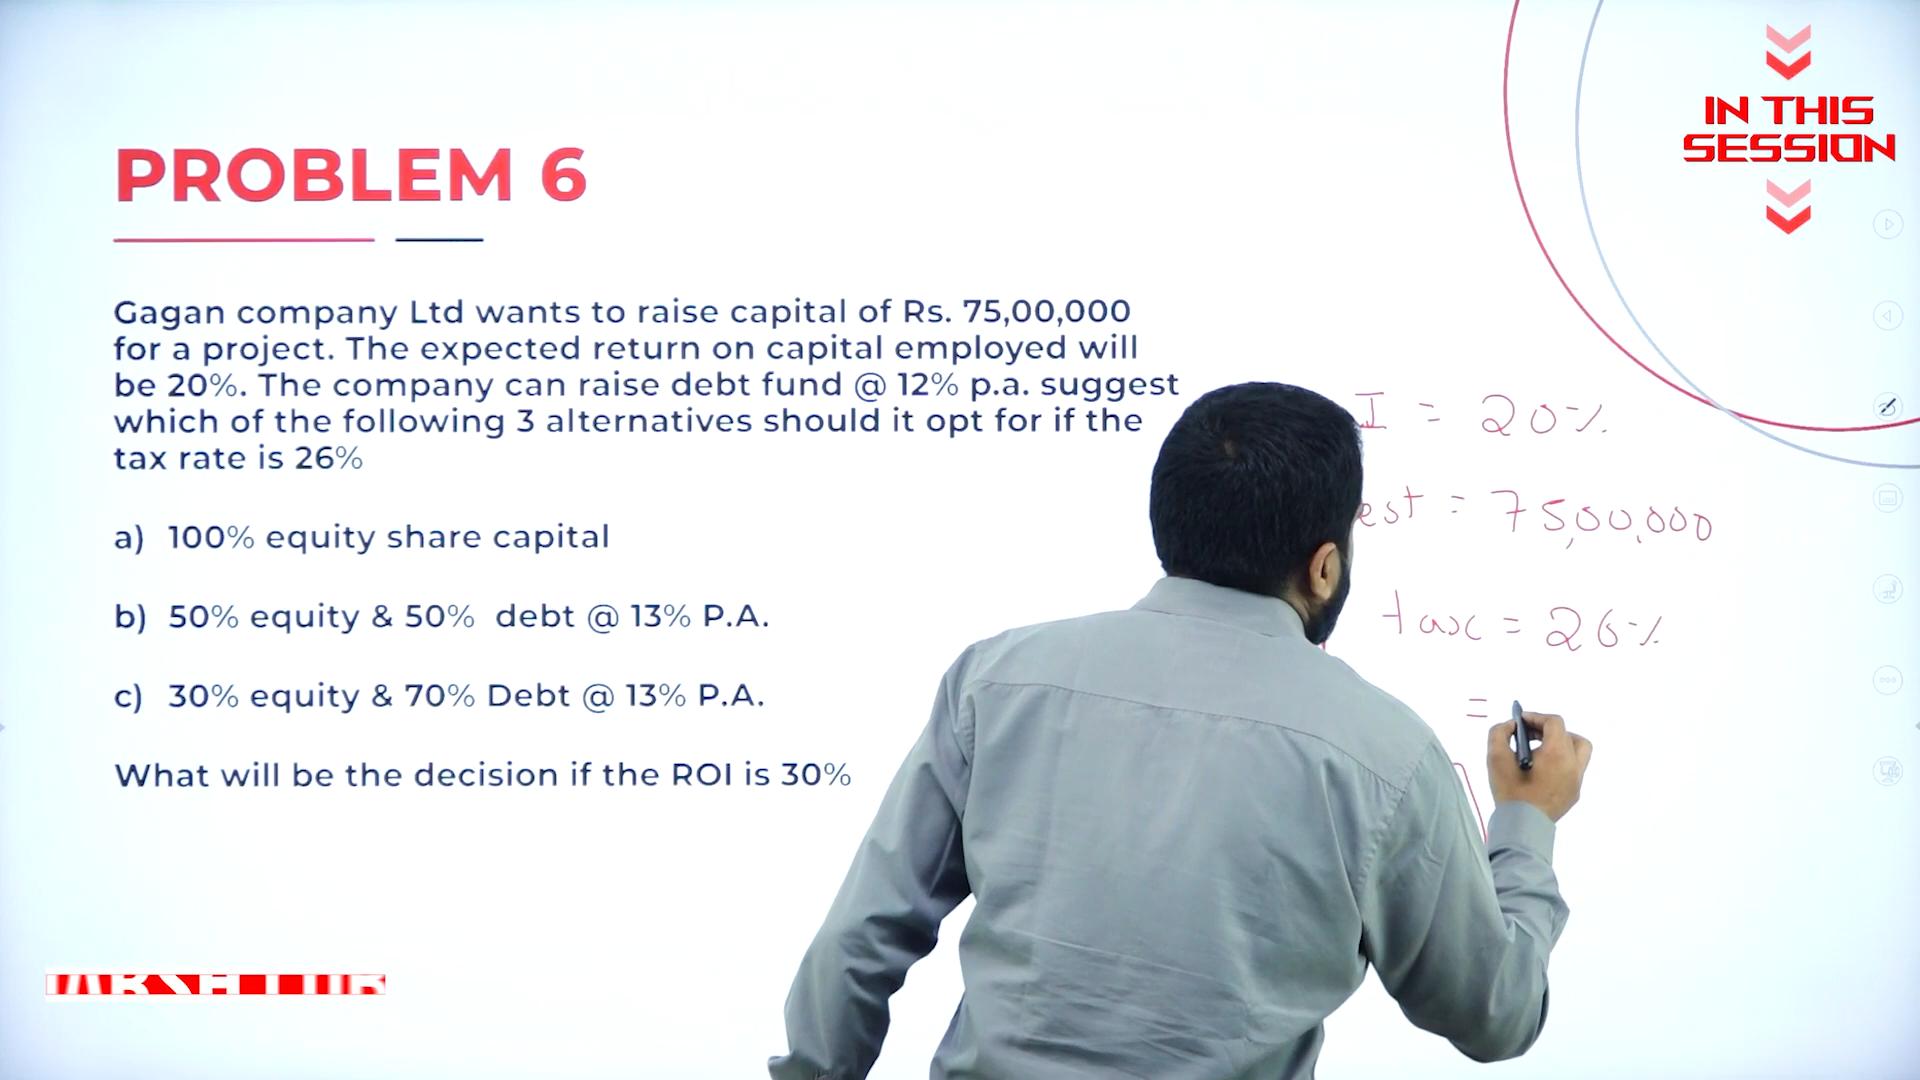 IN THIS
SESSION
PROBLEM 6
Gagan company Ltd wants to raise capital of Rs. 75,00,000
for a project. The expected return on capital employed will
be 20%. The company can raise debt fund @ 12% p.a. suggest
which of the following 3 alternatives should it opt for if the
tax rate is 26%
a) 100% equity share capital
b) 50% equity & 50% debt @ 13% P.A.
c) 30% equity & 70% Debt @ 13% P.A.
What will be the decision if the ROI is 30%
I = 20%
est = 75,00,000
tax = 26%
=